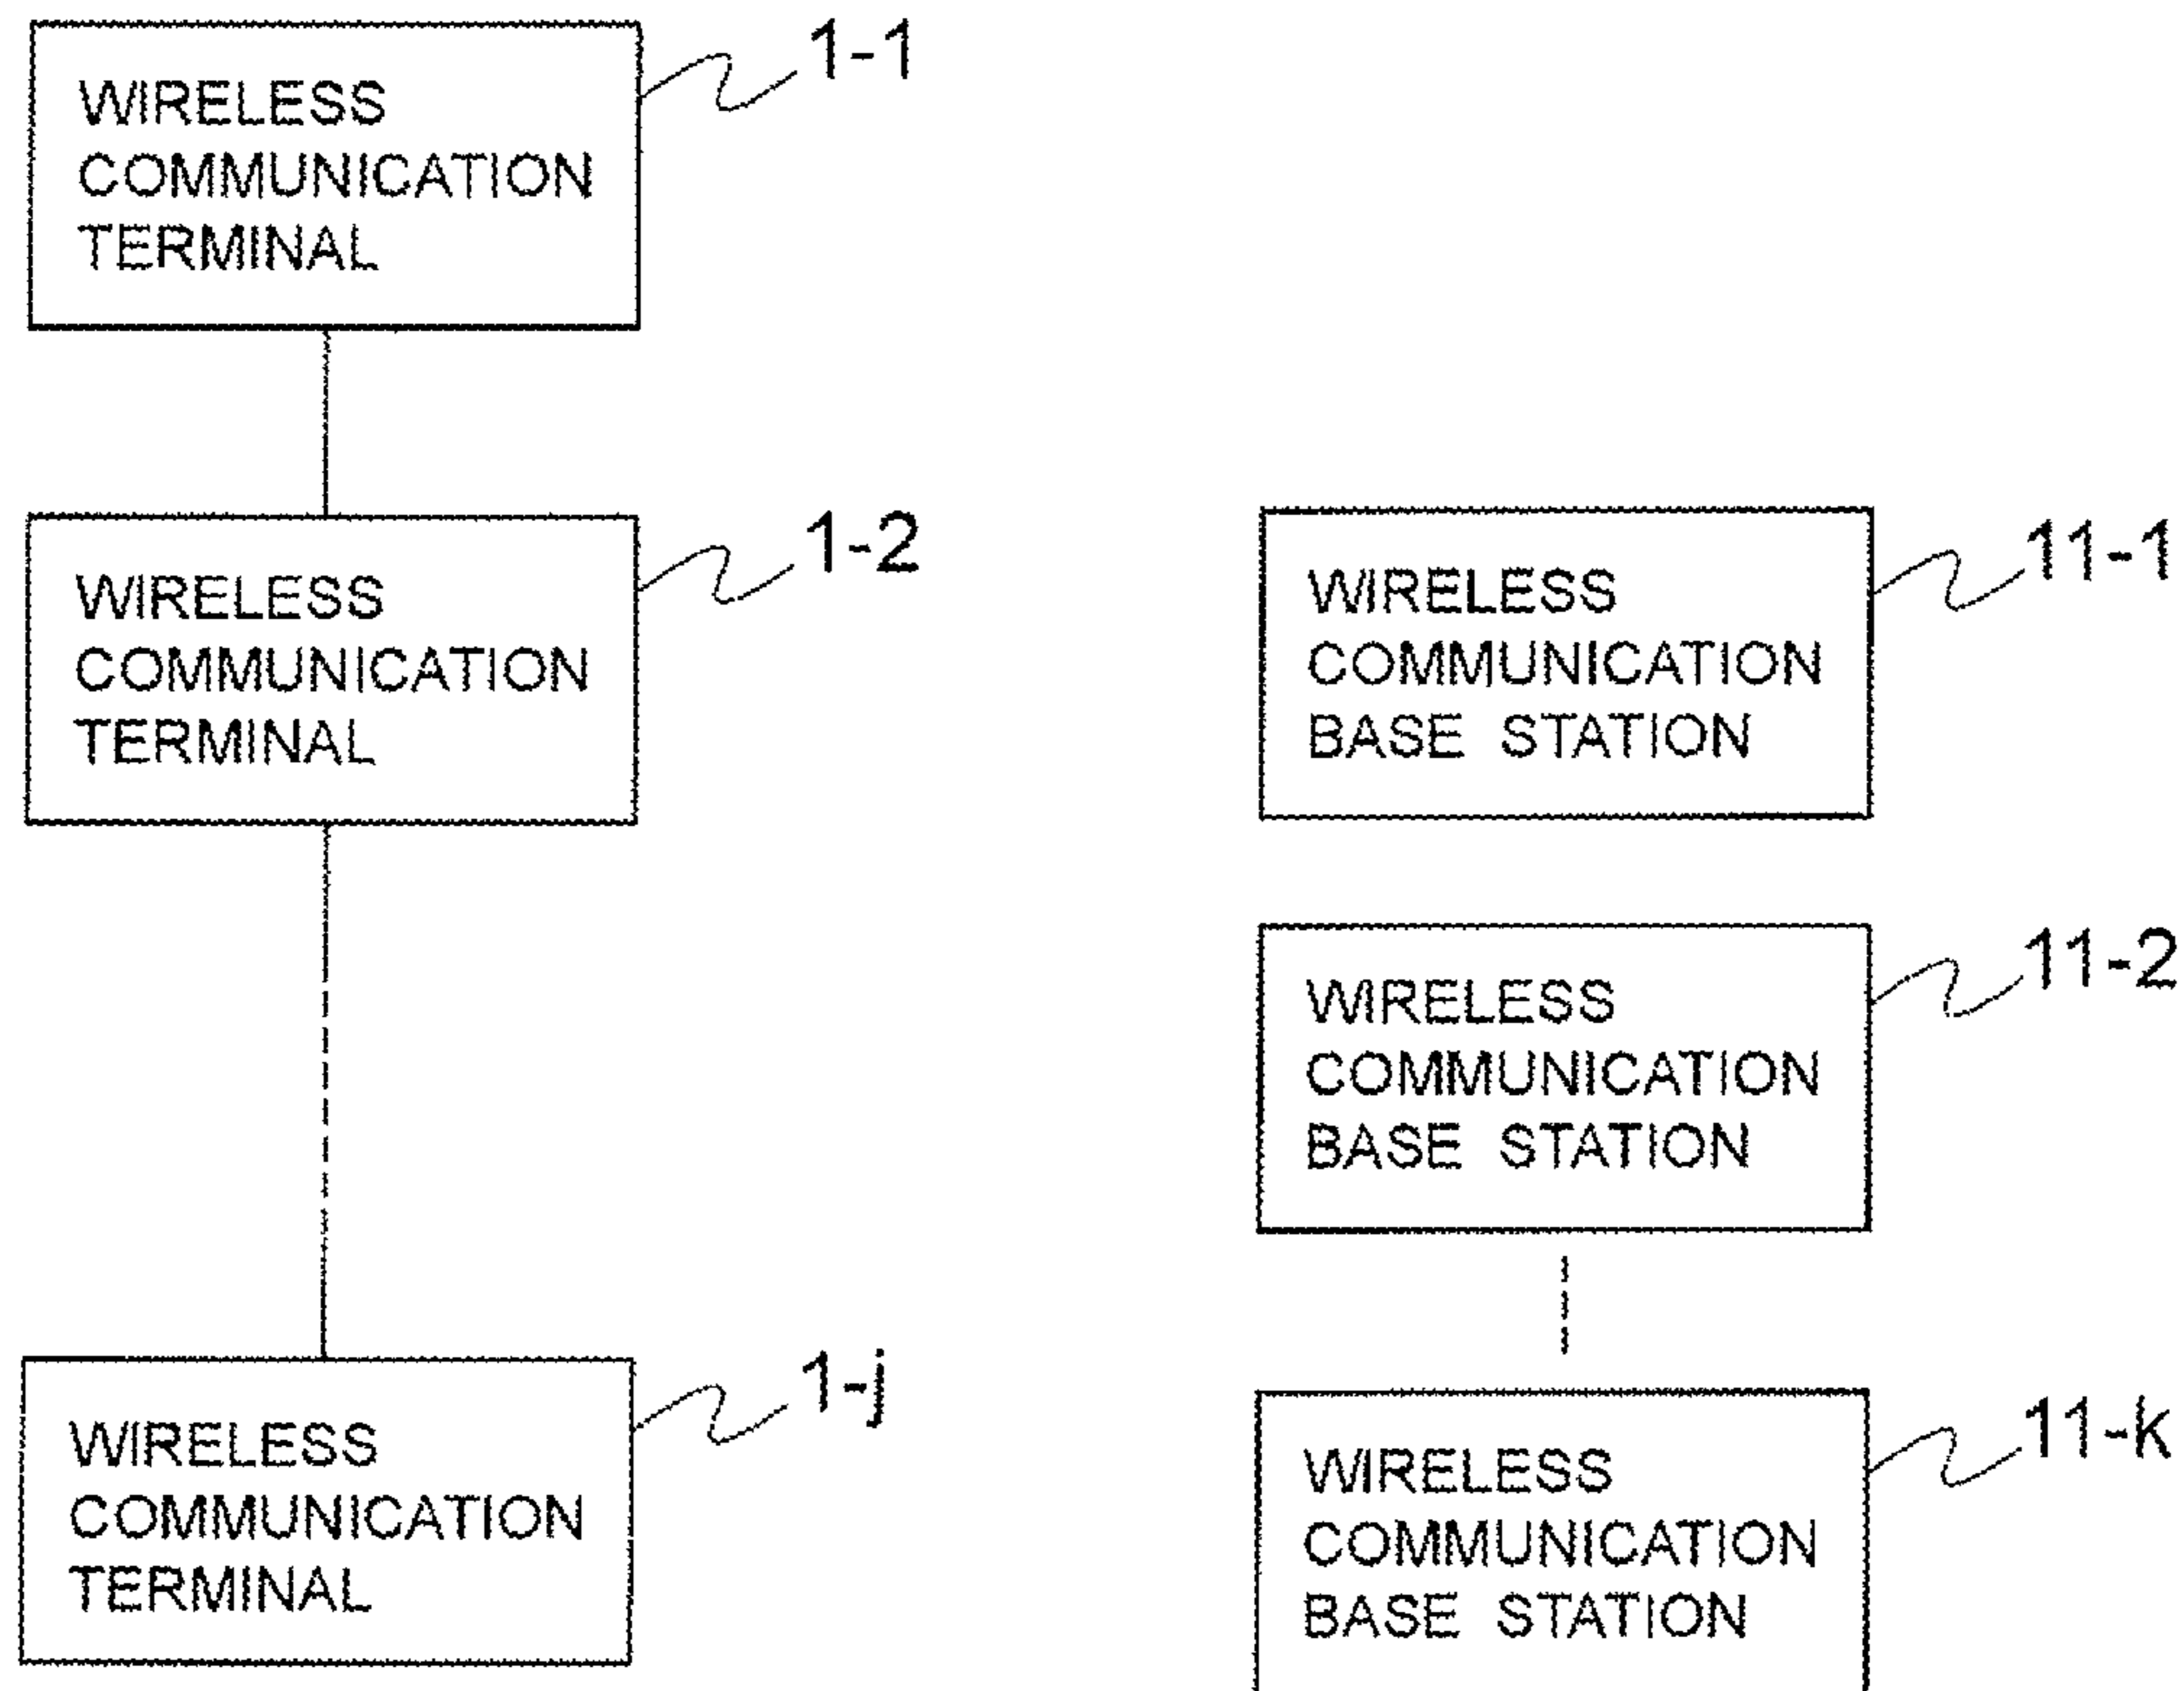 1-1
WIRELESS
COMMUNICATION
TERMINAL
1-2
WIRELESS
COMMUNICATION
TERMINAL
1-j
WIRELESS
COMMUNICATION
TERMINAL
11-1
WIRELESS
COMMUNICATION
BASE STATION
11-2
WIRELESS
COMMUNICATION
BASE STATION
11-k
WIRELESS
COMMUNICATION
BASE STATION